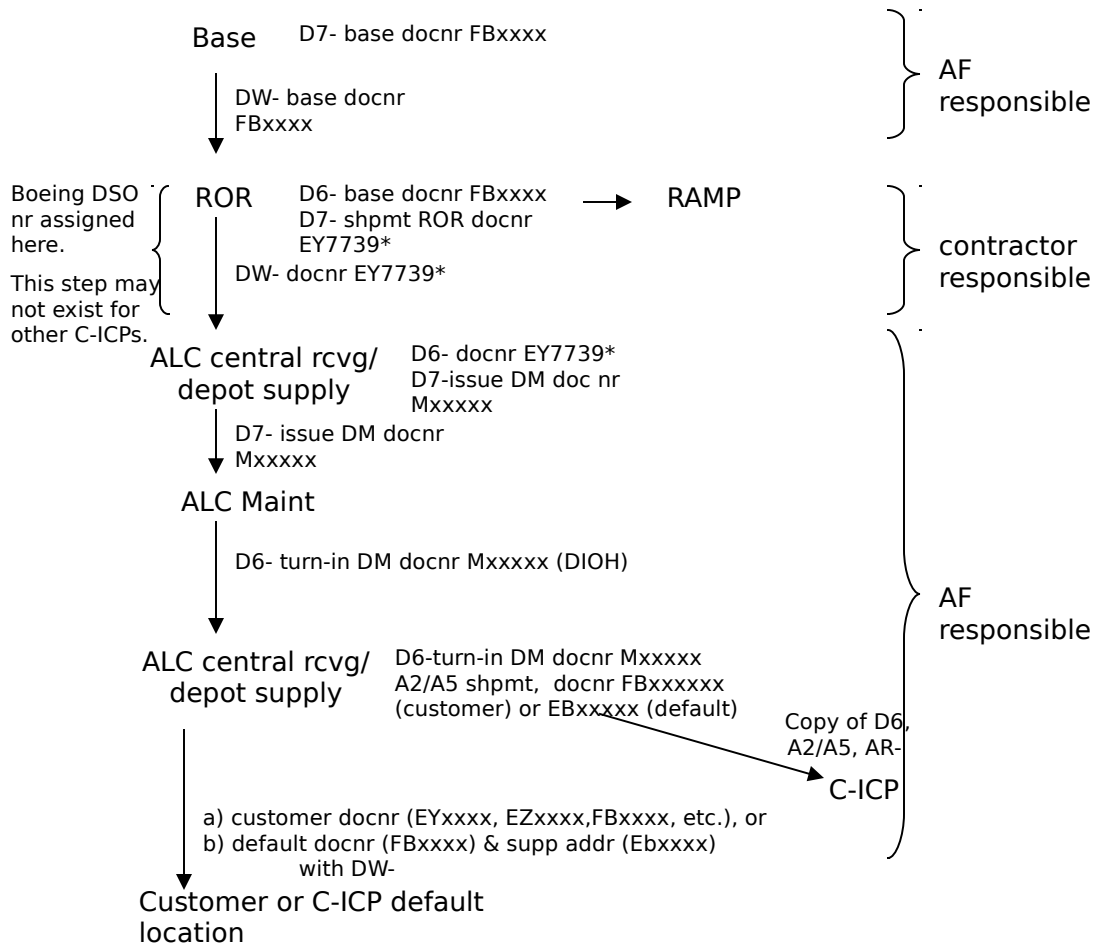 Base
D7- base docnr FBxxxx
AF
responsible
DW- base docnr
FBxxxx
Boeing DSO
nr assigned
here.
This step may
not exist for
other C-ICPs.
ROR
D6- base docnr FBxxxx
D7- shpmt ROR docnr
EY7739*
RAMP
contractor
responsible
DW- docnr EY7739*
ALC central rcvg/
depot supply
D6- docnr EY7739*
D7-issue DM doc nr
Mxxxxx
D7- issue DM docnr
Mxxxxx
ALC Maint
D6- turn-in DM docnr Mxxxxx (DIOH)
AF
responsible
ALC central rcvg/
depot supply
D6-turn-in DM docnr Mxxxxx
A2/A5 shpmt,  docnr FBxxxxxx
(customer) or EBxxxxx (default)
Copy of D6,
A2/A5, AR-
C-ICP
a) customer docnr (EYxxxx, EZxxxx,FBxxxx, etc.), or
b) default docnr (FBxxxx) & supp addr (Ebxxxx)
with DW-
Customer or C-ICP default
location